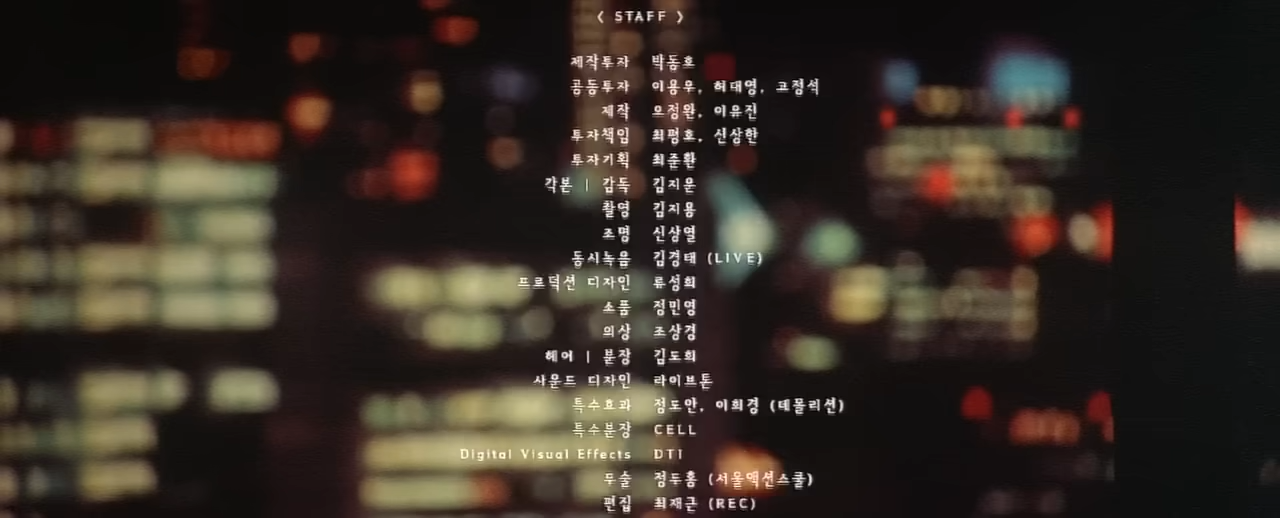 《 STAFF 》
제작투자 박동호
공동투자 이용우, 허대영, 고정석
제작 오정완, 이유진
투자책임 최평호, 신상한
투자기획 최준환
각본 | 감독 김지운
촬영 김지용
조명 신상열
동시녹음 김경태 (LIVE)
프로덕션 디자인 류성희
소품 정민영
의상 조상경
헤어 | 분장 김도희
사운드 디자인 라이브톤
특수효과 정도안, 이희경 (데몰리션)
특수분장 CELL
Digital Visual Effects DTI
무술 정두홍 (서울액션스쿨)
편집 최재근 (REC)